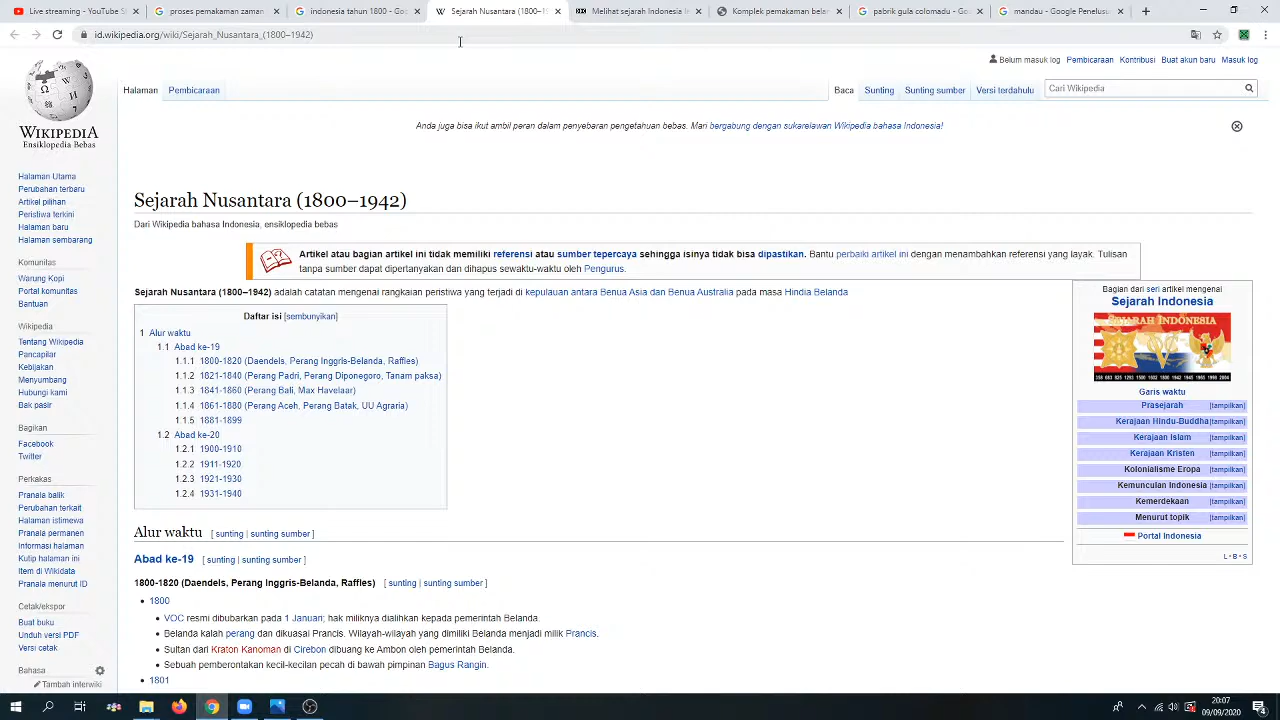 Live streaming - YouTube S
proses pemakaman zaman
indonesia tahun 1800 - Go
Sejarah Nusantara (1800–1
Melihat sejarah Indonesia
Komplek pemakaman bela
pabrik gula colomadu - Go
mandau - Google Penelus
id.wikipedia.org/wiki/Sejarah_Nusantara_(1800–1942)
Belum masuk log Pembicaraan Kontribusi Buat akun baru Masuk log
Halaman Pembicaraan Baca Sunting Sunting sumber Versi terdahulu Cari Wikipedia
WIKIPEDIA
Ensiklopedia Bebas
Anda juga bisa ikut ambil peran dalam penyebaran pengetahuan bebas. Mari bergabung dengan sukarelawan Wikipedia bahasa Indonesia!
Halaman Utama
Perubahan terbaru
Artikel pilihan
Peristiwa terkini
Halaman baru
Halaman sembarang
Komunitas
Warung Kopi
Portal komunitas
Bantuan
Wikipedia
Tentang Wikipedia
Pancapilar
Kebijakan
Menyumbang
Hubungi kami
Bak pasir
Bagikan
Facebook
Twitter
Perkakas
Pranala balik
Perubahan terkait
Halaman istimewa
Pranala permanen
Informasi halaman
Kutip halaman ini
Item di Wikidata
Pranala menurut ID
Cetak/ekspor
Buat buku
Unduh versi PDF
Versi cetak
Bahasa
Tambah interwiki
Sejarah Nusantara (1800–1942)
Dari Wikipedia bahasa Indonesia, ensiklopedia bebas
Artikel atau bagian artikel ini tidak memiliki referensi atau sumber tepercaya sehingga isinya tidak bisa dipastikan. Bantu perbaiki artikel ini dengan menambahkan referensi yang layak. Tulisan
tanpa sumber dapat dipertanyakan dan dihapus sewaktu-waktu oleh Pengurus.
Sejarah Nusantara (1800–1942) adalah catatan mengenai rangkaian peristiwa yang terjadi di kepulauan antara Benua Asia dan Benua Australia pada masa Hindia Belanda
Daftar isi [sembunyikan]
1 Alur waktu
1.1 Abad ke-19
1.1.1 1800-1820 (Daendels, Perang Inggris-Belanda, Raffles)
1.1.2 1821-1840 (Perang Padri, Perang Diponegoro, Tanam paksa)
1.1.3 1841-1860 (Perang Bali, Max Havelaar)
1.1.4 1861-1880 (Perang Aceh, Perang Batak, UU Agraria)
1.1.5 1881-1899
1.2 Abad ke-20
1.2.1 1900-1910
1.2.2 1911-1920
1.2.3 1921-1930
1.2.4 1931-1940
Alur waktu [ sunting | sunting sumber ]
Abad ke-19 [ sunting | sunting sumber ]
1800-1820 (Daendels, Perang Inggris-Belanda, Raffles) [ sunting | sunting sumber ]
• 1800
• VOC resmi dibubarkan pada 1 Januari; hak miliknya dialihkan kepada pemerintah Belanda.
• Belanda kalah perang dan dikuasai Prancis. Wilayah-wilayah yang dimiliki Belanda menjadi milik Prancis.
• Sultan dari Kraton Kanoman di Cirebon dibuang ke Ambon oleh pemerintah Belanda.
• Sebuah pemberontakan kecil-kecilan pecah di bawah pimpinan Bagus Rangin.
• 1801
Bagian dari seri artikel mengenai
Sejarah Indonesia
SEJARAH INDONESIA
Garis waktu
Prasejarah [tampilkan]
Kerajaan Hindu-Buddha [tampilkan]
Kerajaan Islam [tampilkan]
Kerajaan Kristen [tampilkan]
Kolonialisme Eropa [tampilkan]
Kemunculan Indonesia [tampilkan]
Kemerdekaan [tampilkan]
Menurut topik [tampilkan]
Portal Indonesia
L • B • S
20:07
09/09/2020